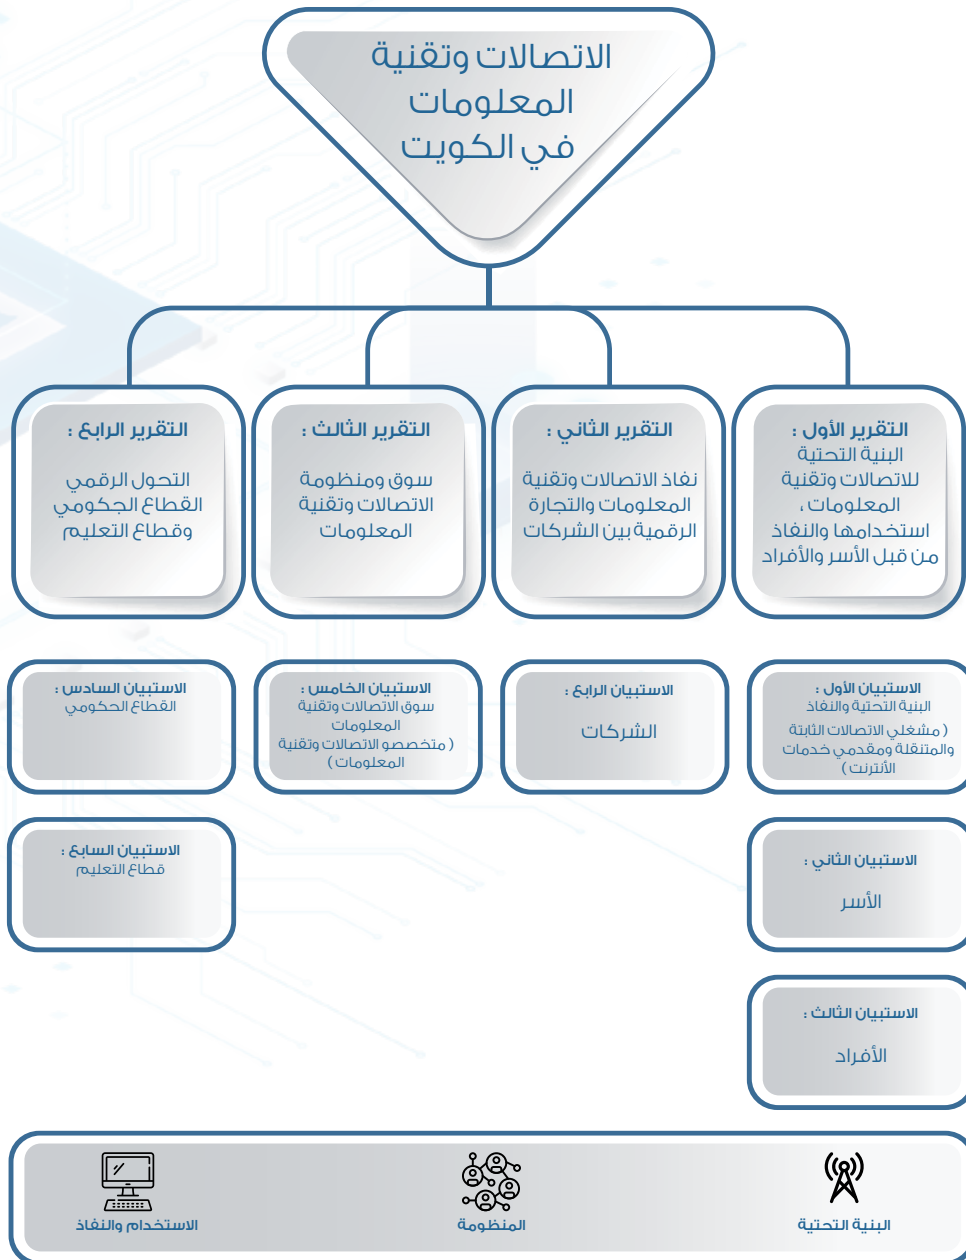 الاتصالات وتقنية
المعلومات
في الكويت
التقرير الأول :
البنية التحتية
للاتصالات وتقنية
المعلومات ،
استخدامها والنفاذ
من قبل الأسر والأفراد
التقرير الثاني :
نفاذ الاتصالات وتقنية
المعلومات والتجارة
الرقمية بين الشركات
التقرير الثالث :
سوق ومنظومة
الاتصالات وتقنية
المعلومات
التقرير الرابع :
التحول الرقمي
القطاع الجكومي
وقطاع التعليم
الاستبيان الأول :
البنية التحتية والنفاذ
( مشغلي الاتصالات الثابتة
والمتنقلة ومقدمي خدمات
الأنترنت )
الاستبيان الرابع :
الشركات
الاستبيان الخامس :
سوق الاتصالات وتقنية
المعلومات
( متخصصو الاتصالات وتقنية
المعلومات )
الاستبيان السادس :
القطاع الحكومي
الاستبيان الثاني :
الأسر
الاستبيان السابع :
قطاع التعليم
الاستبيان الثالث :
الأفراد
البنية التحتية
المنظومة
الاستخدام والنفاذ